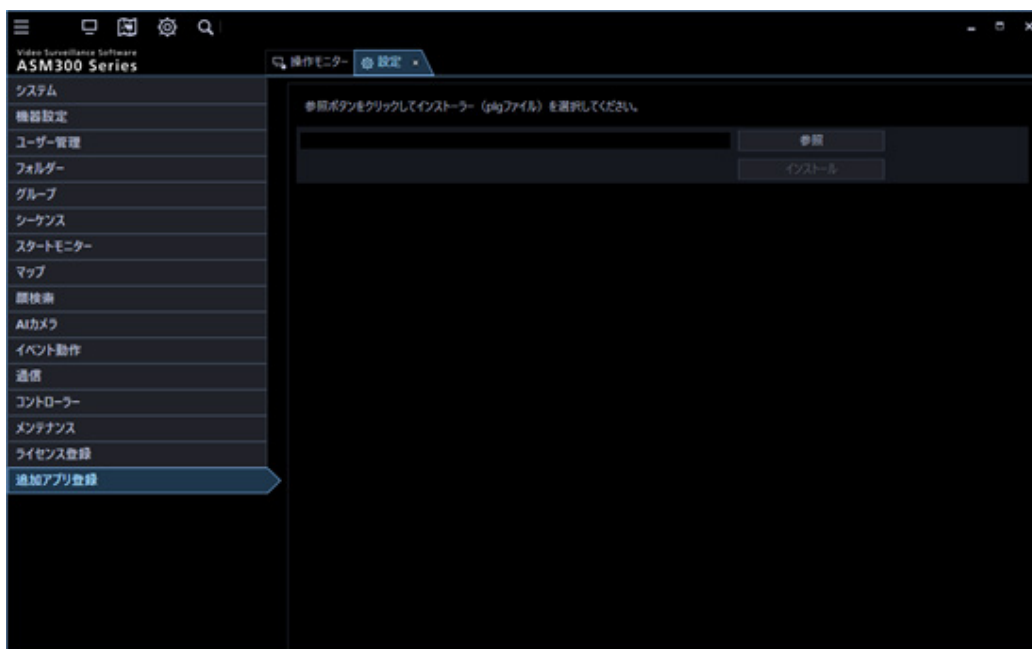 Video Surveillance Software
ASM300 Series
操作モニター
設定
システム
機器設定
ユーザー管理
フォルダー
グループ
シーケンス
スタートモニター
マップ
顔検索
AIカメラ
イベント動作
通信
コントローラー
メンテナンス
ライセンス登録
追加アプリ登録
参照ボタンをクリックしてインストーラー（plgファイル）を選択してください。
参照
インストール